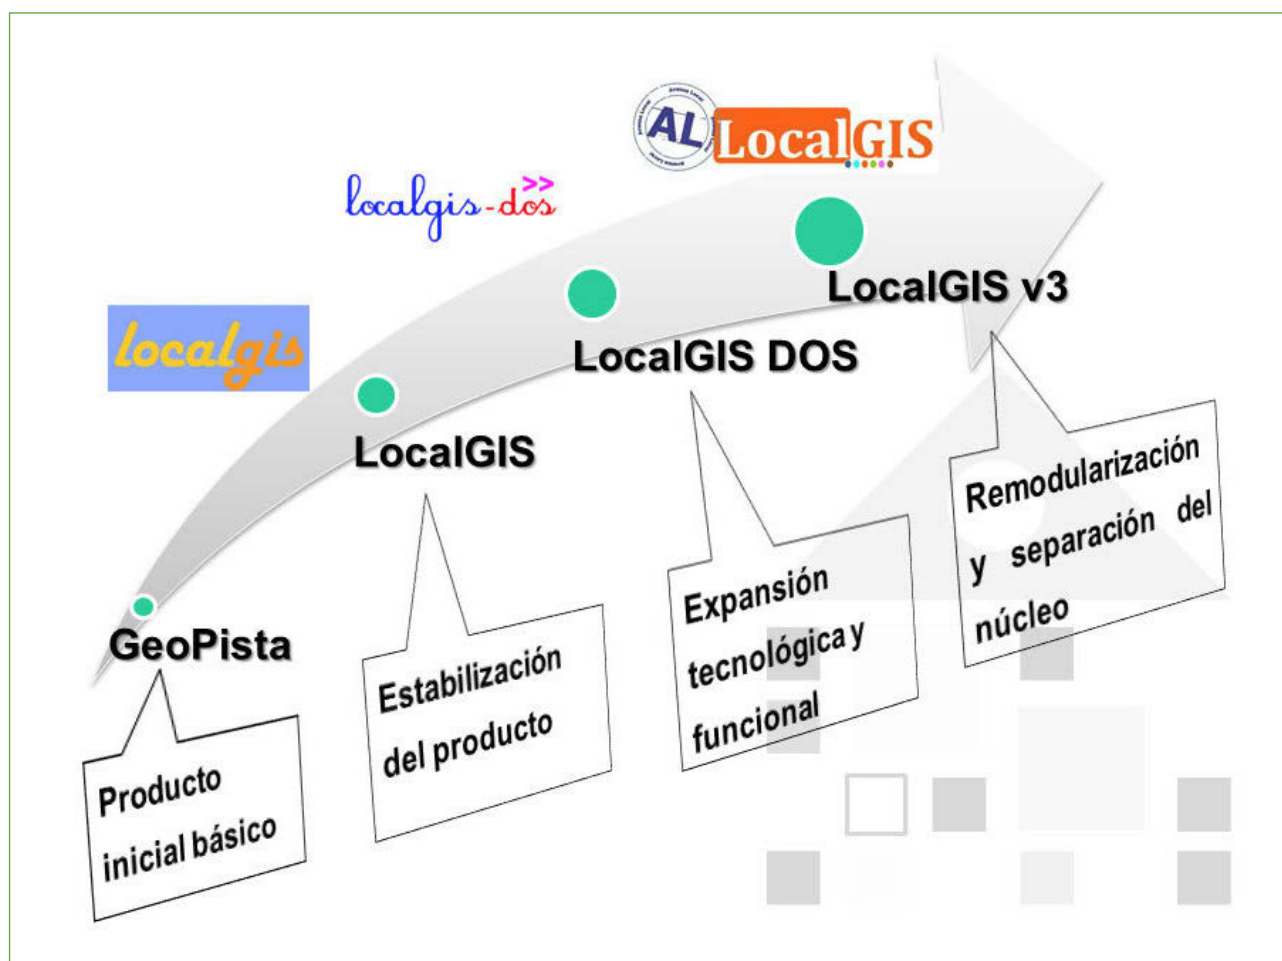 AL LocalGIS
>>
localgis-dos
LocalGIS v3
localgis
LocalGIS DOS
LocalGIS
GeoPista
Remodularización
y separación del
núcleo
Expansión
tecnológica y
funcional
Estabilización
del producto
Producto
inicial básico